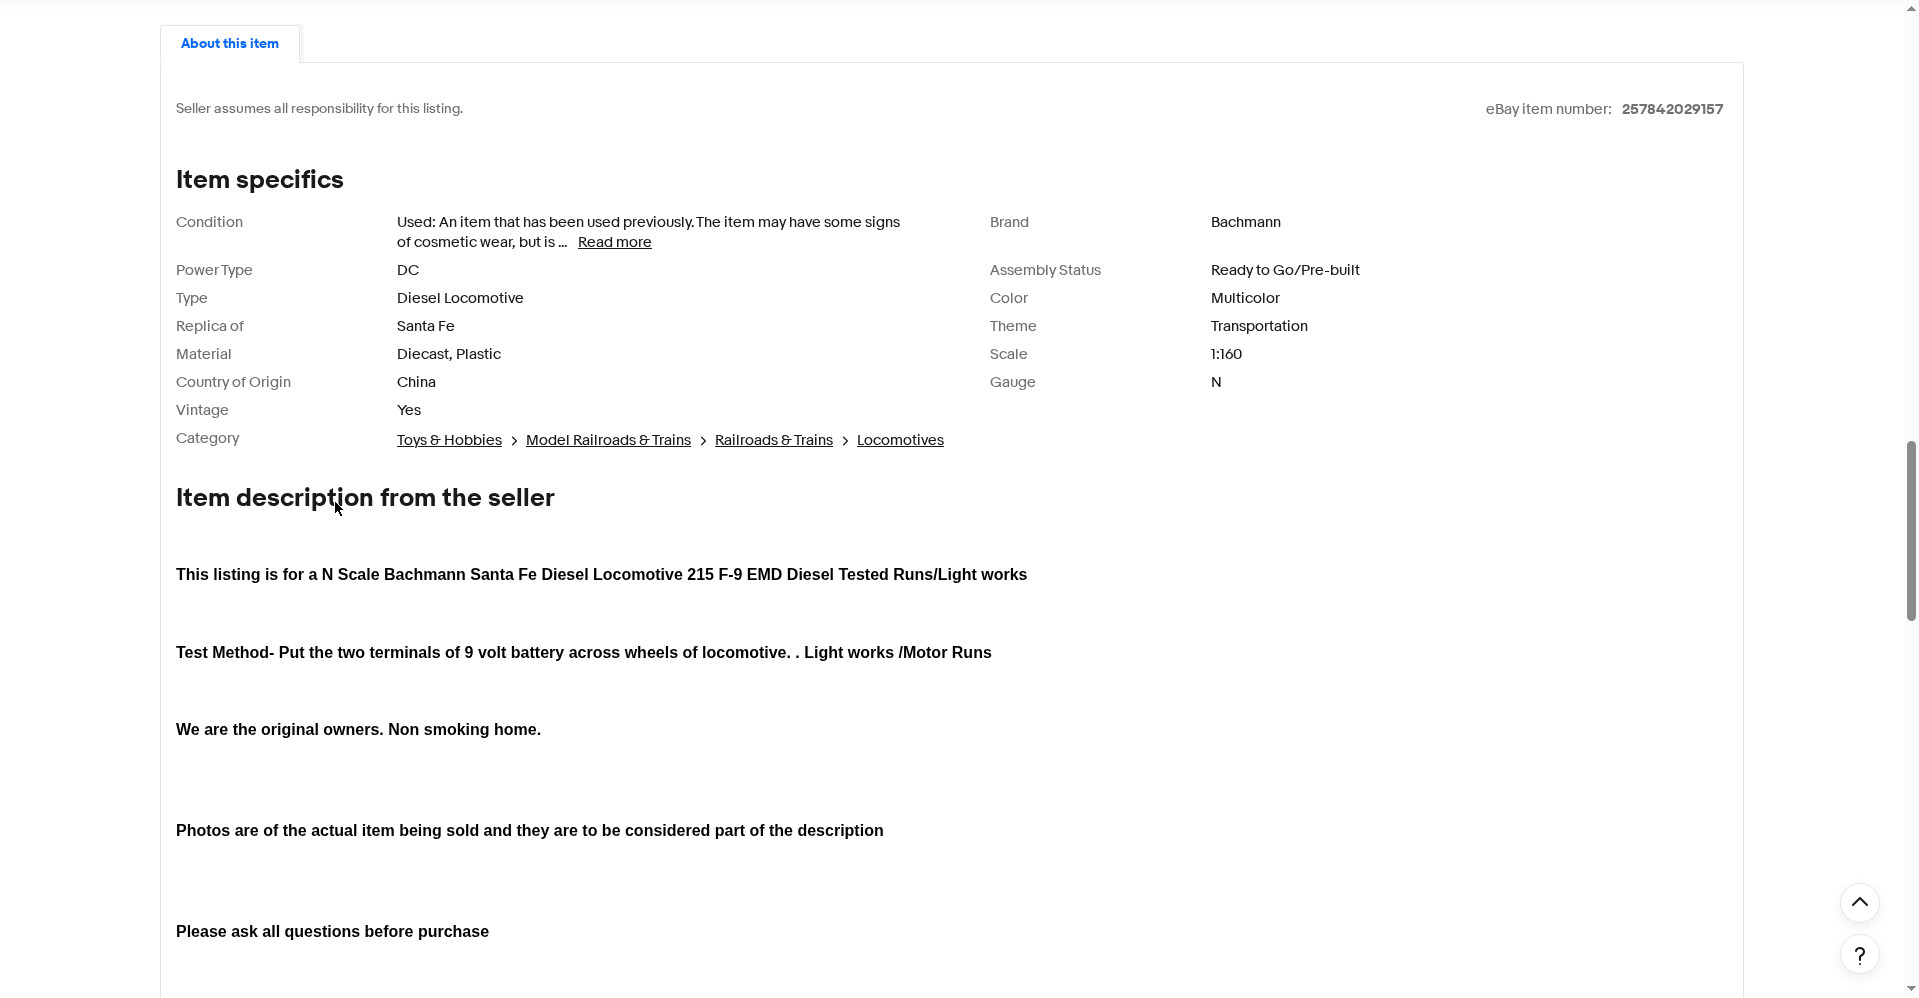 About this item
Seller assumes all responsibility for this listing.
eBay item number: 257842029157
Item specifics
Condition
Used: An item that has been used previously. The item may have some signs
of cosmetic wear, but is ... Read more
Brand
Bachmann
Power Type
DC
Assembly Status
Ready to Go/Pre-built
Type
Diesel Locomotive
Color
Multicolor
Replica of
Santa Fe
Theme
Transportation
Material
Diecast, Plastic
Scale
1:160
Country of Origin
China
Gauge
N
Vintage
Yes
Category
Toys & Hobbies > Model Railroads & Trains > Railroads & Trains > Locomotives
Item description from the seller
This listing is for a N Scale Bachmann Santa Fe Diesel Locomotive 215 F-9 EMD Diesel Tested Runs/Light works
Test Method- Put the two terminals of 9 volt battery across wheels of locomotive. . Light works /Motor Runs
We are the original owners. Non smoking home.
Photos are of the actual item being sold and they are to be considered part of the description
Please ask all questions before purchase
?